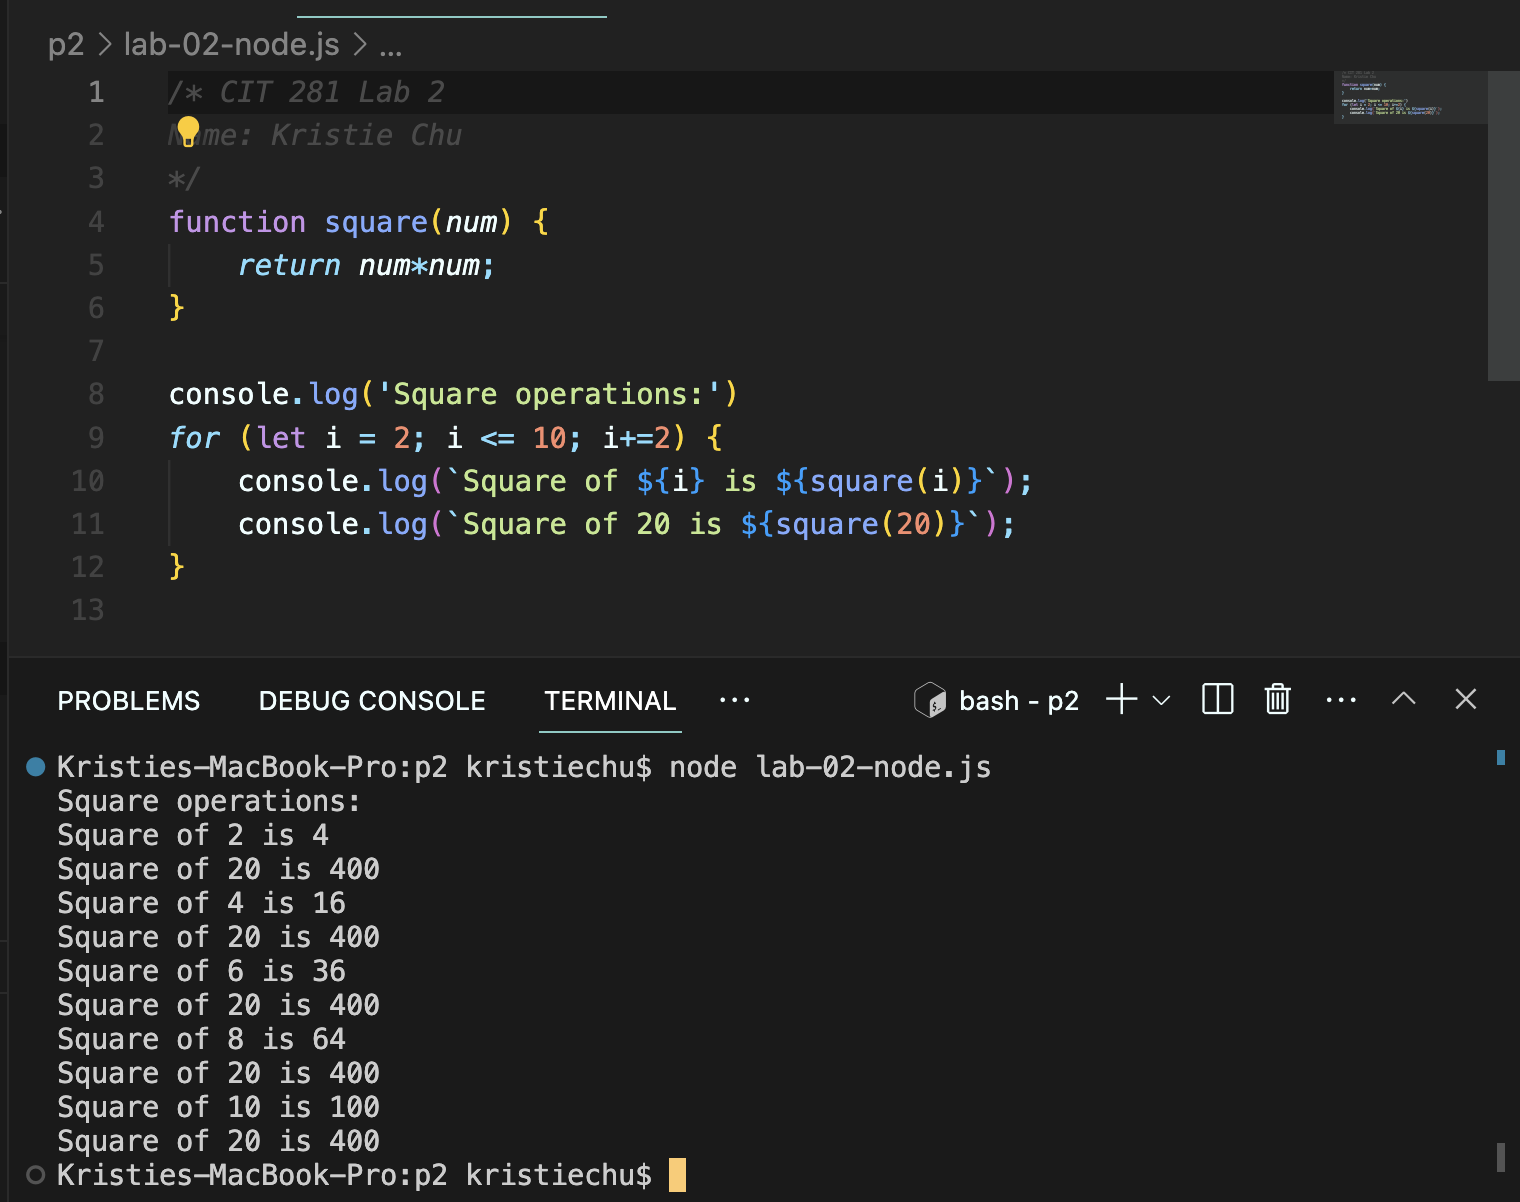 p2 > lab-02-node.js > ...
1 /* CIT 281 Lab 2
2 Name: Kristie Chu
3 */
4 function square(num) {
5     return num*num;
6 }
7
8 console.log('Square operations:')
9 for (let i = 2; i <= 10; i+=2) {
10     console.log(`Square of ${i} is ${square(i)}`);
11     console.log(`Square of 20 is ${square(20)}`);
12 }
13
PROBLEMS DEBUG CONSOLE TERMINAL ··· bash - p2 ···
Kristies-MacBook-Pro:p2 kristiechu$ node lab-02-node.js
Square operations:
Square of 2 is 4
Square of 20 is 400
Square of 4 is 16
Square of 20 is 400
Square of 6 is 36
Square of 20 is 400
Square of 8 is 64
Square of 20 is 400
Square of 10 is 100
Square of 20 is 400
Kristies-MacBook-Pro:p2 kristiechu$